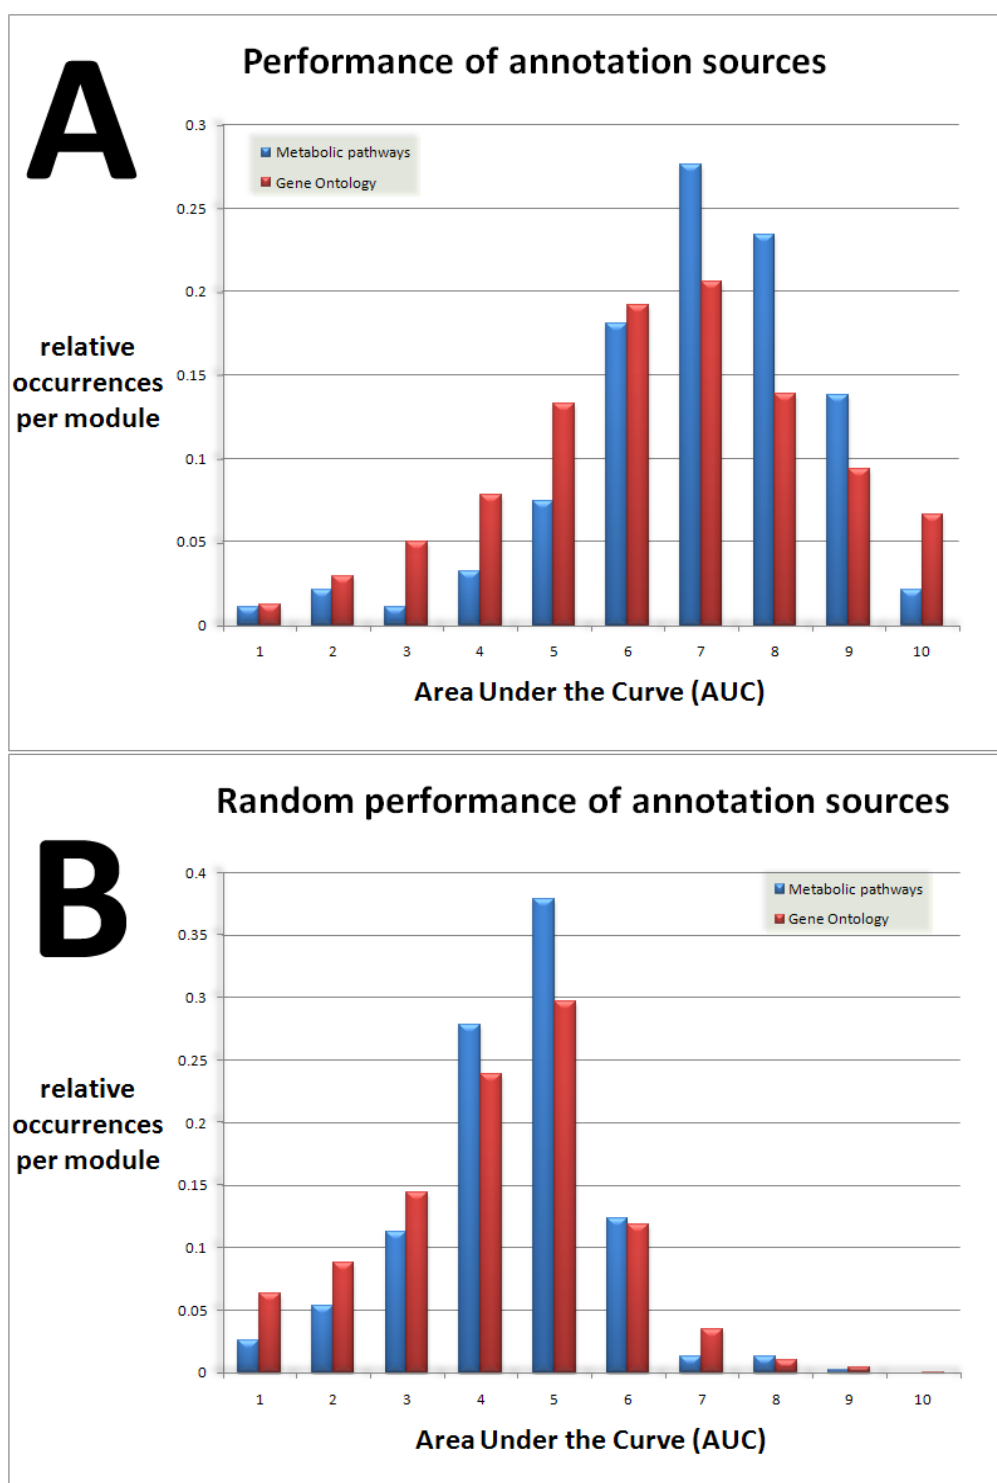 A
Performance of annotation sources
0.3
Metabolic pathways
Gene Ontology
0.25
0.2
relative
occurrences
per module
0.15
0.1
0.05
0
1 2 3 4 5 6 7 8 9 10
Area Under the Curve (AUC)
B
Random performance of annotation sources
0.4
Metabolic pathways
Gene Ontology
0.35
0.3
0.25
relative
occurrences
per module
0.2
0.15
0.1
0.05
0
1 2 3 4 5 6 7 8 9 10
Area Under the Curve (AUC)